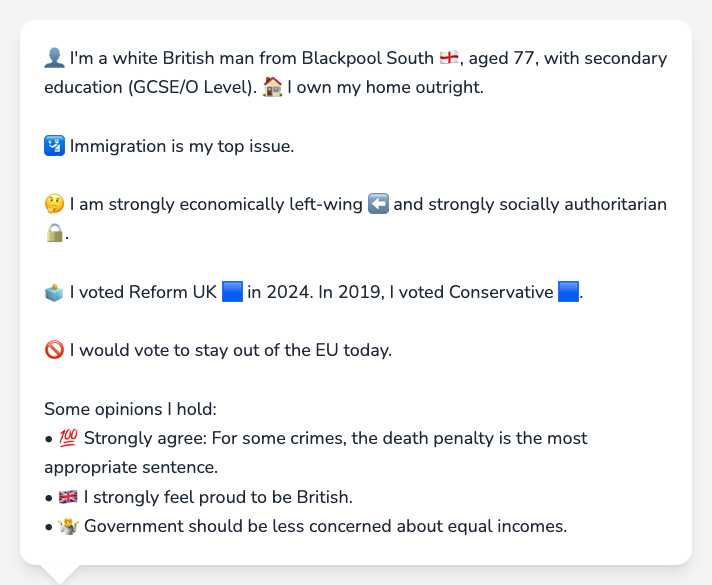 👤 I'm a white British man from Blackpool South 🏴󠁧󠁢󠁥󠁮󠁧󠁿, aged 77, with secondary
education (GCSE/O Level). 🏠 I own my home outright.
🛂 Immigration is my top issue.
🤔 I am strongly economically left-wing ⬅️ and strongly socially authoritarian
🔒.
🗳️ I voted Reform UK 🟦 in 2024. In 2019, I voted Conservative 🟦.
🚫 I would vote to stay out of the EU today.
Some opinions I hold:
• 💯 Strongly agree: For some crimes, the death penalty is the most
appropriate sentence.
• 🇬🇧 I strongly feel proud to be British.
• 🤷 Government should be less concerned about equal incomes.